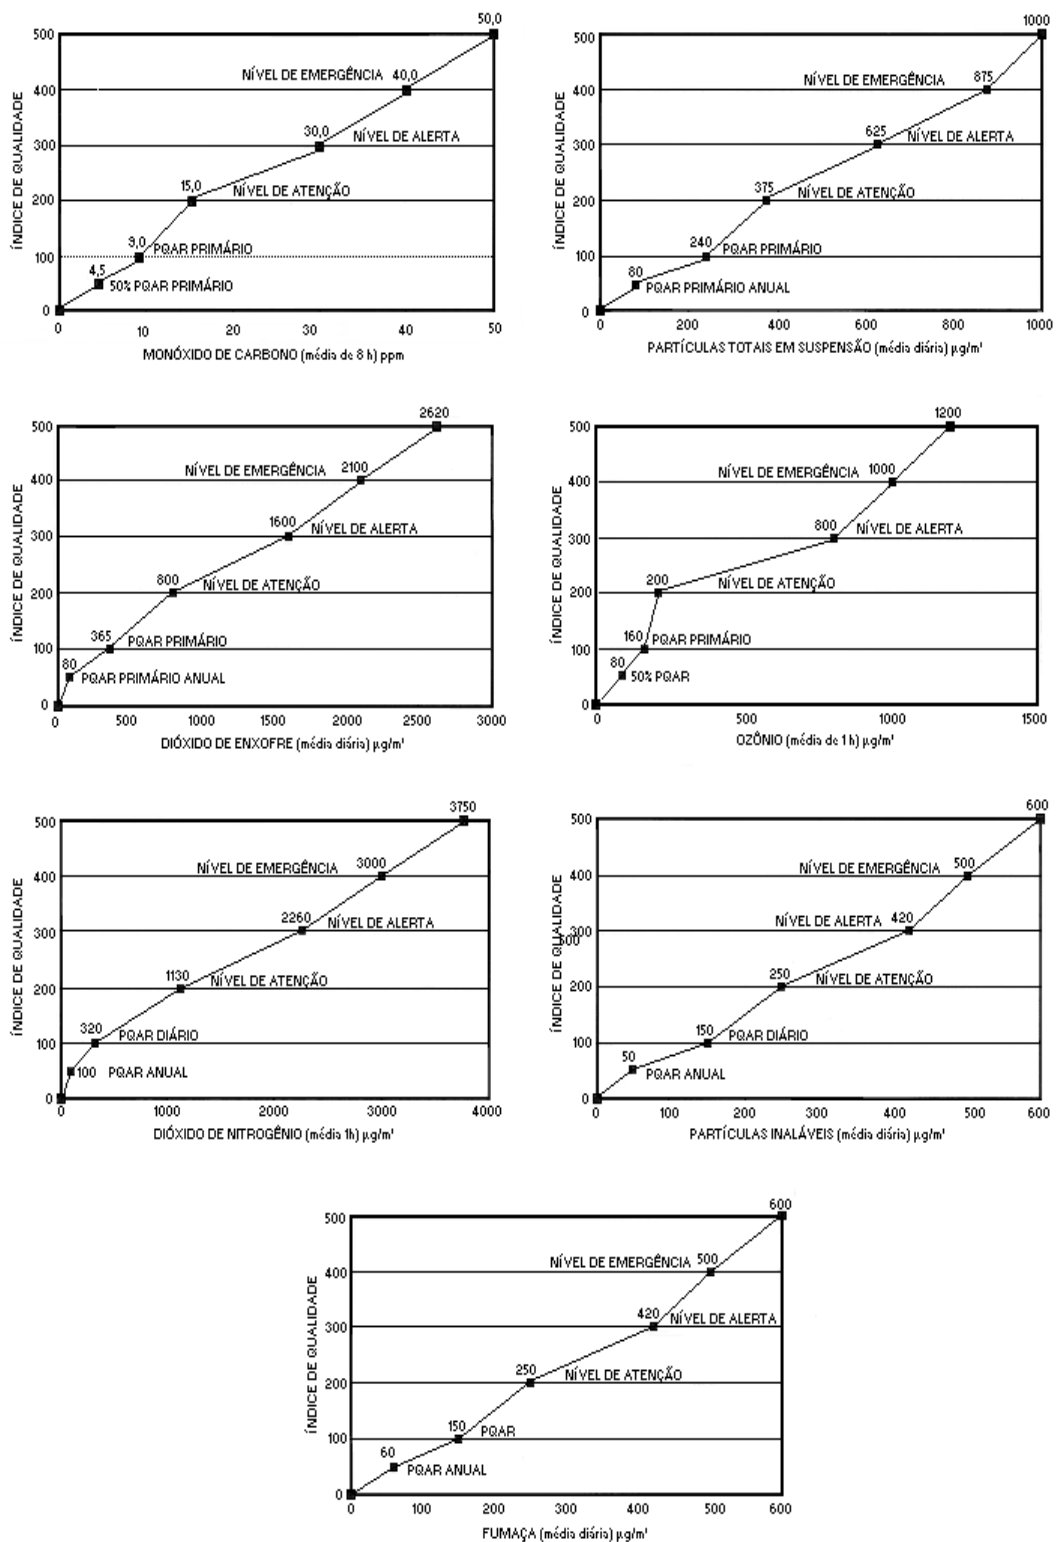 50,0
500
NÍVEL DE EMERGÊNCIA 40,0
400
30,0 NÍVEL DE ALERTA
300
15,0 NÍVEL DE ATENÇÃO
200
9,0 PQAR PRIMÁRIO
100
4,5 50% PQAR PRIMÁRIO
0
0 10 20 30 40 50
ÍNDICE DE QUALIDADE
MONÓXIDO DE CARBONO (média de 8 h) ppm
1000
500
NÍVEL DE EMERGÊNCIA 875
400
625 NÍVEL DE ALERTA
300
375 NÍVEL DE ATENÇÃO
200
240 PQAR PRIMÁRIO
100
80 PQAR PRIMÁRIO ANUAL
0
0 200 400 600 800 1000
ÍNDICE DE QUALIDADE
PARTÍCULAS TOTAIS EM SUSPENSÃO (média diária) µg/m³
2620
500
NÍVEL DE EMERGÊNCIA 2100
400
1600 NÍVEL DE ALERTA
300
800 NÍVEL DE ATENÇÃO
200
365 PQAR PRIMÁRIO
100
80 PQAR PRIMÁRIO ANUAL
0
0 500 1000 1500 2000 2500 3000
ÍNDICE DE QUALIDADE
DIÓXIDO DE ENXOFRE (média diária) µg/m³
1200
500
NÍVEL DE EMERGÊNCIA 1000
400
800 NÍVEL DE ALERTA
300
200 NÍVEL DE ATENÇÃO
200
160 PQAR PRIMÁRIO
100
80 50% PQAR
0
0 500 1000 1500
ÍNDICE DE QUALIDADE
OZÔNIO (média de 1 h) µg/m³
3750
500
NÍVEL DE EMERGÊNCIA 3000
400
2260 NÍVEL DE ALERTA
300
1130 NÍVEL DE ATENÇÃO
200
320 PQAR DIÁRIO
100
100 PQAR ANUAL
0
0 1000 2000 3000 4000
ÍNDICE DE QUALIDADE
DIÓXIDO DE NITROGÊNIO (média 1h) µg/m³
600
500
NÍVEL DE EMERGÊNCIA 500
400
NÍVEL DE ALERTA 420
300
500
250 NÍVEL DE ATENÇÃO
200
150 PQAR DIÁRIO
100
50 PQAR ANUAL
0
0 100 200 300 400 500 600
ÍNDICE DE QUALIDADE
PARTÍCULAS INALÁVEIS (média diária) µg/m³
600
500
NÍVEL DE EMERGÊNCIA 500
400
420 NÍVEL DE ALERTA
300
250 NÍVEL DE ATENÇÃO
200
150 PQAR
100
60 PQAR ANUAL
0
0 100 200 300 400 500 600
ÍNDICE DE QUALIDADE
FUMAÇA (média diária) µg/m³